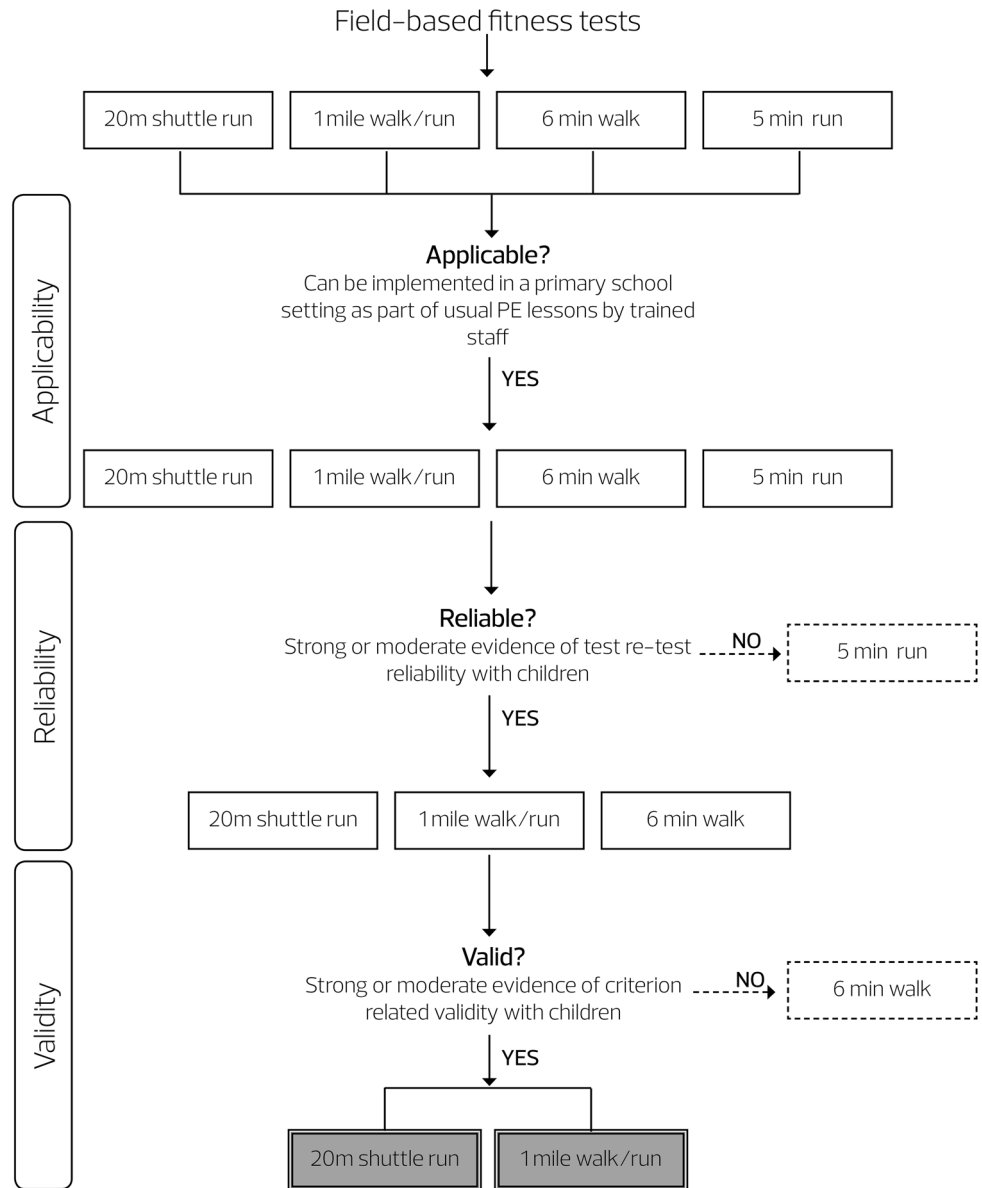 Field-based fitness tests
20m shuttle run
1 mile walk/run
6 min walk
5 min run
Applicability
Applicable?
Can be implemented in a primary school
setting as part of usual PE lessons by trained
staff
YES
20m shuttle run
1 mile walk/run
6 min walk
5 min run
Reliability
Reliable?
Strong or moderate evidence of test re-test
reliability with children
NO
5 min run
YES
20m shuttle run
1 mile walk/run
6 min walk
Validity
Valid?
Strong or moderate evidence of criterion
related validity with children
NO
6 min walk
YES
20m shuttle run
1 mile walk/run